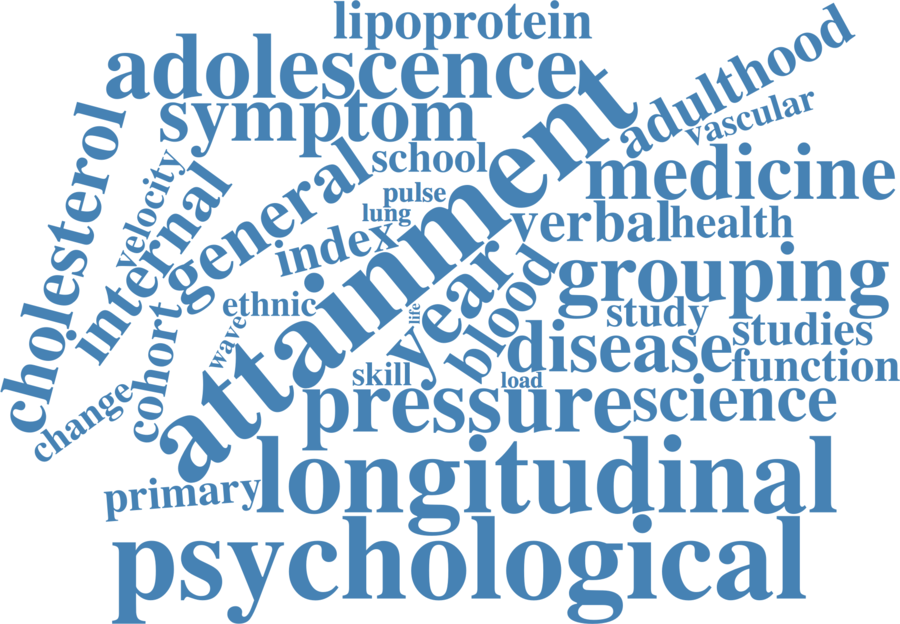 lipoprotein
adolescence
adulthood
symptom
vascular
cholesterol
school
medicine
velocity
internal
general
pulse
lung
attainment
verbal
health
index
year
blood
grouping
ethnic
life
study
cohort
wave
disease
studies
function
skill
load
change
pressure
science
longitudinal
primary
psychological